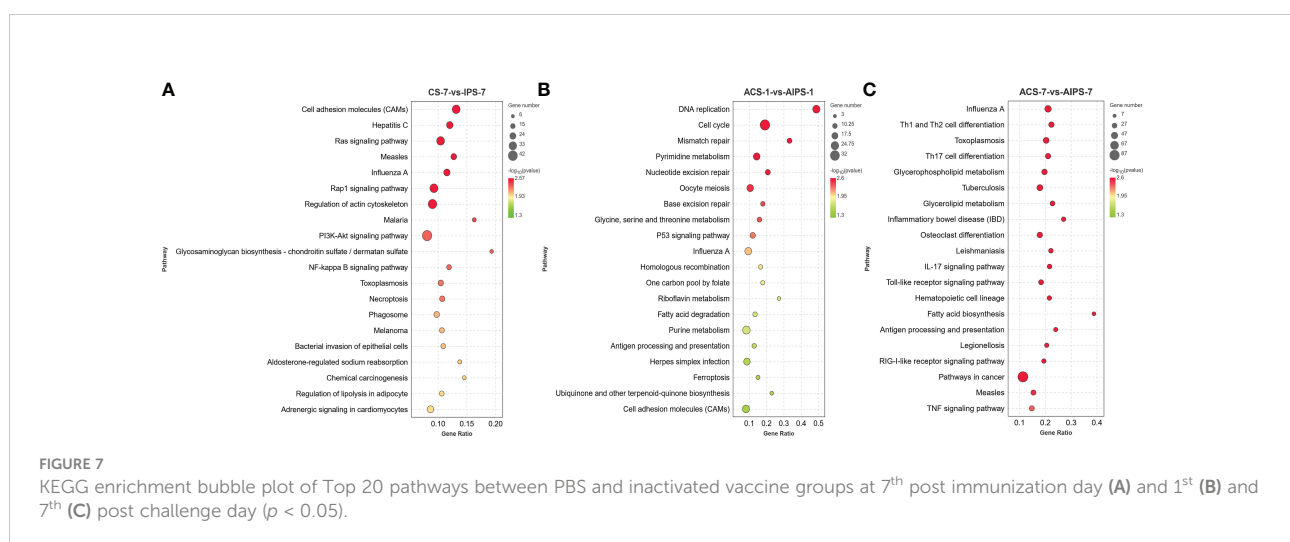 A
CS-7-vs-IPS-7
Cell adhesion molecules (CAMs)
Hepatitis C
Ras signaling pathway
Measles
Influenza A
Rap1 signaling pathway
Regulation of actin cytoskeleton
Malaria
PI3K-Akt signaling pathway
Glycosaminoglycan biosynthesis - chondroitin sulfate / dermatan sulfate
NF-kappa B signaling pathway
Toxoplasmosis
Necroptosis
Phagosome
Melanoma
Bacterial invasion of epithelial cells
Aldosterone-regulated sodium reabsorption
Chemical carcinogenesis
Regulation of lipolysis in adipocyte
Adrenergic signaling in cardiomyocytes
Pathway
0.10 0.15 0.20
Gene Ratio
Gene number
6
15
24
33
42
-log10(pvalue)
2.57
1.93
1.3
B
ACS-1-vs-AIPS-1
DNA replication
Cell cycle
Mismatch repair
Pyrimidine metabolism
Nucleotide excision repair
Oocyte meiosis
Base excision repair
Glycine, serine and threonine metabolism
P53 signaling pathway
Influenza A
Homologous recombination
One carbon pool by folate
Riboflavin metabolism
Fatty acid degradation
Purine metabolism
Antigen processing and presentation
Herpes simplex infection
Ferroptosis
Ubiquinone and other terpenoid-quinone biosynthesis
Cell adhesion molecules (CAMs)
Pathway
0.1 0.2 0.3 0.4 0.5
Gene Ratio
Gene number
3
10.25
17.5
24.75
32
-log10(pvalue)
2.6
1.95
1.3
C
ACS-7-vs-AIPS-7
Influenza A
Th1 and Th2 cell differentiation
Toxoplasmosis
Th17 cell differentiation
Glycerophospholipid metabolism
Tuberculosis
Glycerolipid metabolism
Inflammatory bowel disease (IBD)
Osteoclast differentiation
Leishmaniasis
IL-17 signaling pathway
Toll-like receptor signaling pathway
Hematopoietic cell lineage
Fatty acid biosynthesis
Antigen processing and presentation
Legionellosis
RIG-I-like receptor signaling pathway
Pathways in cancer
Measles
TNF signaling pathway
Pathway
0.1 0.2 0.3 0.4
Gene Ratio
Gene number
7
27
47
67
87
-log10(pvalue)
2.6
1.95
1.3
FIGURE 7
KEGG enrichment bubble plot of Top 20 pathways between PBS and inactivated vaccine groups at 7th post immunization day (A) and 1st (B) and
7th (C) post challenge day (p < 0.05).